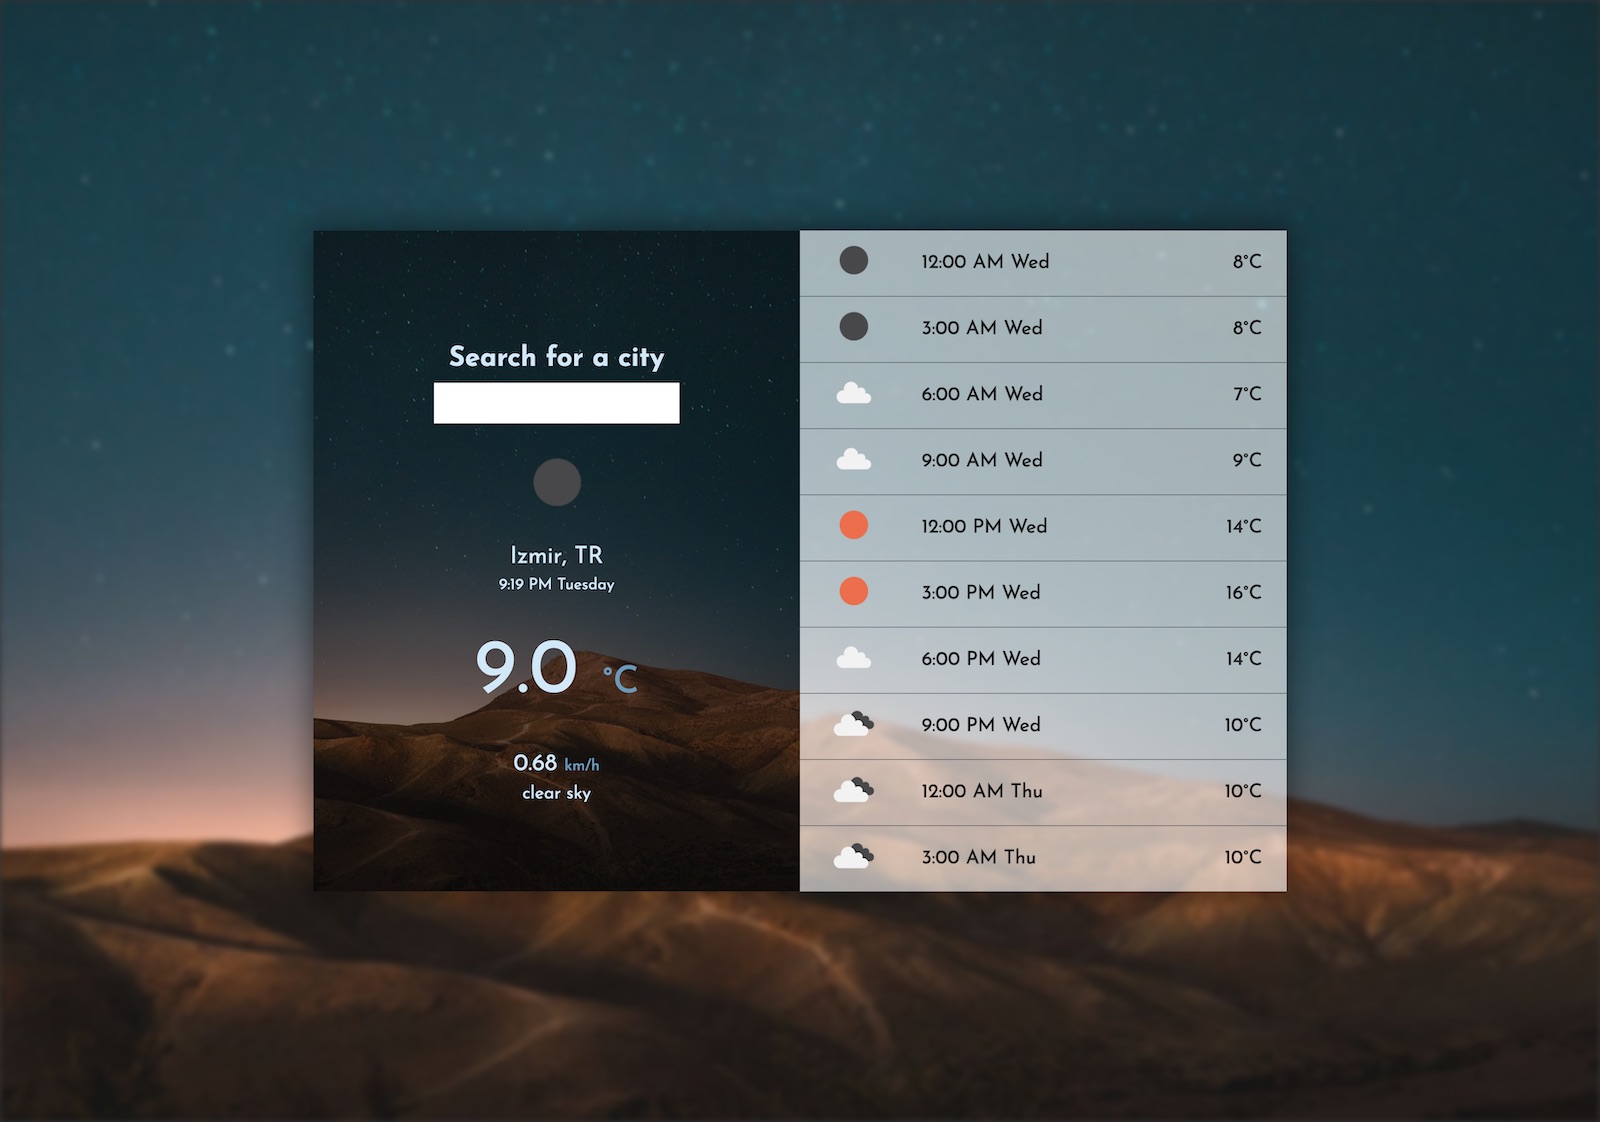 Search for a city
Izmir, TR
9:19 PM Tuesday
9.0 °C
0.68 km/h
clear sky
12:00 AM Wed 8°C
3:00 AM Wed 8°C
6:00 AM Wed 7°C
9:00 AM Wed 9°C
12:00 PM Wed 14°C
3:00 PM Wed 16°C
6:00 PM Wed 14°C
9:00 PM Wed 10°C
12:00 AM Thu 10°C
3:00 AM Thu 10°C